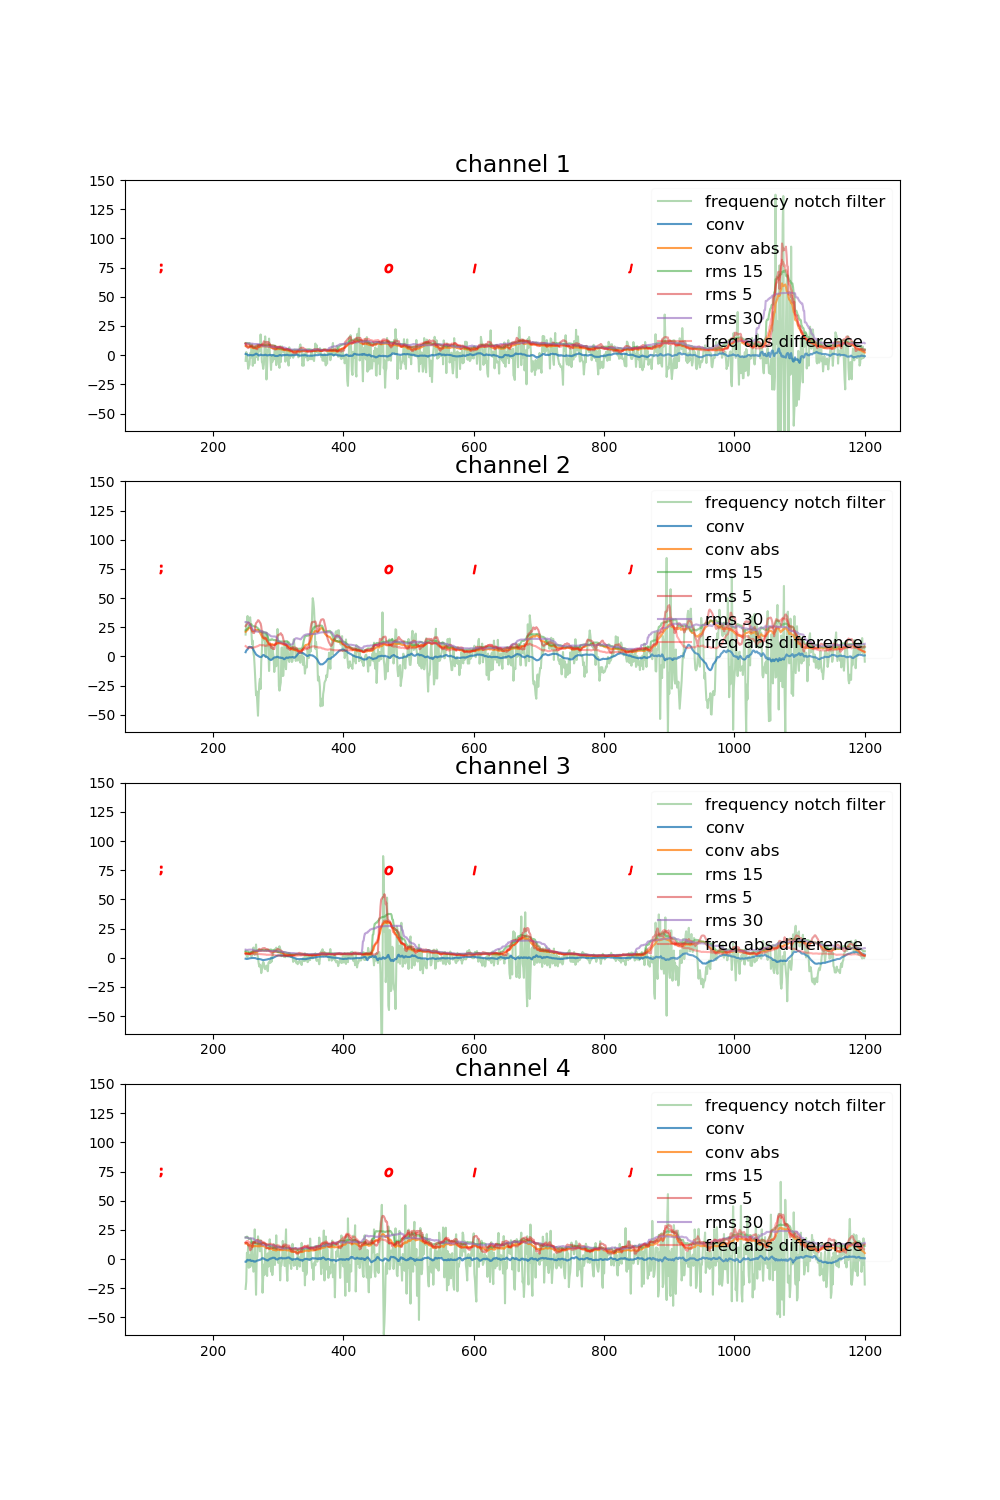 channel 1
150
125
100
75
50
25
0
−25
−50
; o l J
frequency notch filter
conv
conv abs
rms 15
rms 5
rms 30
freq abs difference
200 400 600 800 1000 1200
channel 2
150
125
100
75
50
25
0
−25
−50
; o l J
frequency notch filter
conv
conv abs
rms 15
rms 5
rms 30
freq abs difference
200 400 600 800 1000 1200
channel 3
150
125
100
75
50
25
0
−25
−50
; o l J
frequency notch filter
conv
conv abs
rms 15
rms 5
rms 30
freq abs difference
200 400 600 800 1000 1200
channel 4
150
125
100
75
50
25
0
−25
−50
; o l J
frequency notch filter
conv
conv abs
rms 15
rms 5
rms 30
freq abs difference
200 400 600 800 1000 1200